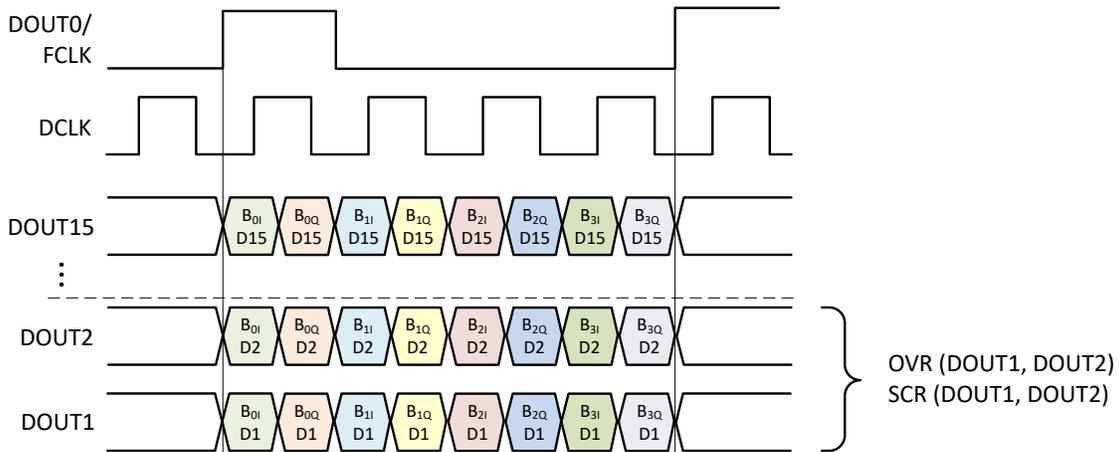 DOUT0/
FCLK
DCLK
DOUT15
B0I B0Q B1I B1Q B2I B2Q B3I B3Q
D15 D15 D15 D15 D15 D15 D15 D15
⋮
DOUT2
B0I B0Q B1I B1Q B2I B2Q B3I B3Q
D2 D2 D2 D2 D2 D2 D2 D2
OVR (DOUT1, DOUT2)
SCR (DOUT1, DOUT2)
DOUT1
B0I B0Q B1I B1Q B2I B2Q B3I B3Q
D1 D1 D1 D1 D1 D1 D1 D1